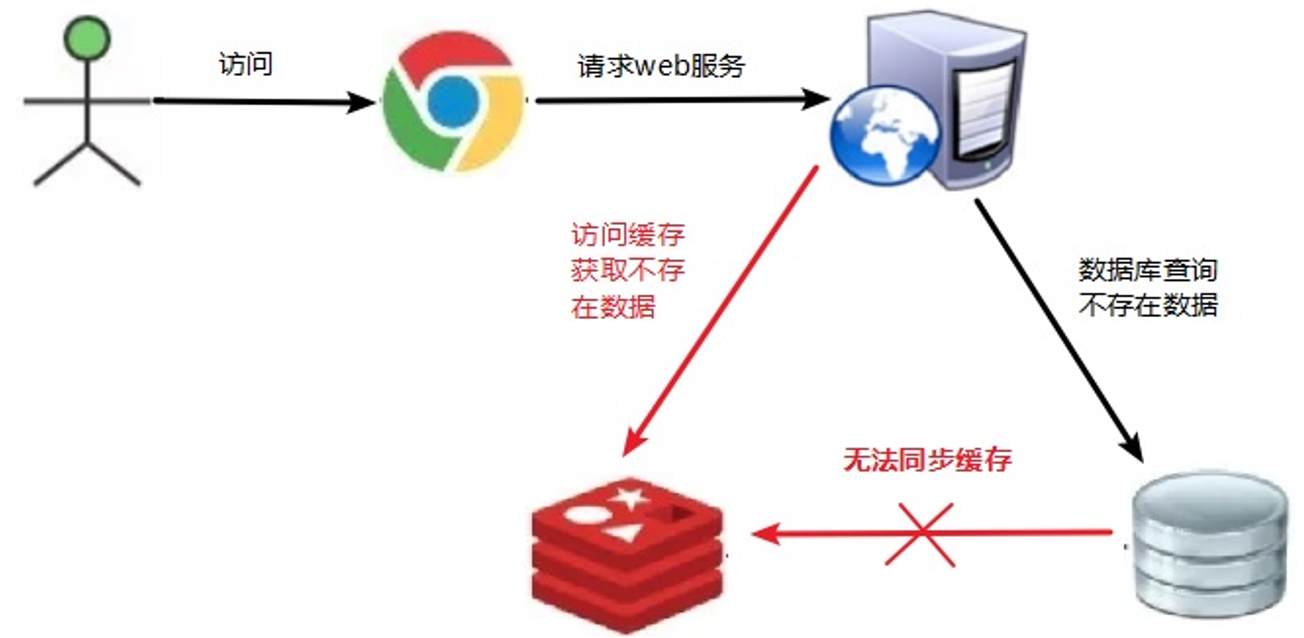 访问
请求web服务
访问缓存
获取不存
在数据
数据库查询
不存在数据
无法同步缓存